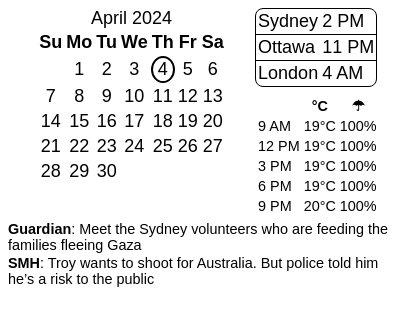 April 2024
Su Mo Tu We Th Fr Sa
1 2 3 4 5 6
7 8 9 10 11 12 13
14 15 16 17 18 19 20
21 22 23 24 25 26 27
28 29 30
Sydney 2 PM
Ottawa 11 PM
London 4 AM
°C ☂
9 AM 19°C 100%
12 PM 19°C 100%
3 PM 19°C 100%
6 PM 19°C 100%
9 PM 20°C 100%
Guardian: Meet the Sydney volunteers who are feeding the
families fleeing Gaza
SMH: Troy wants to shoot for Australia. But police told him
he’s a risk to the public